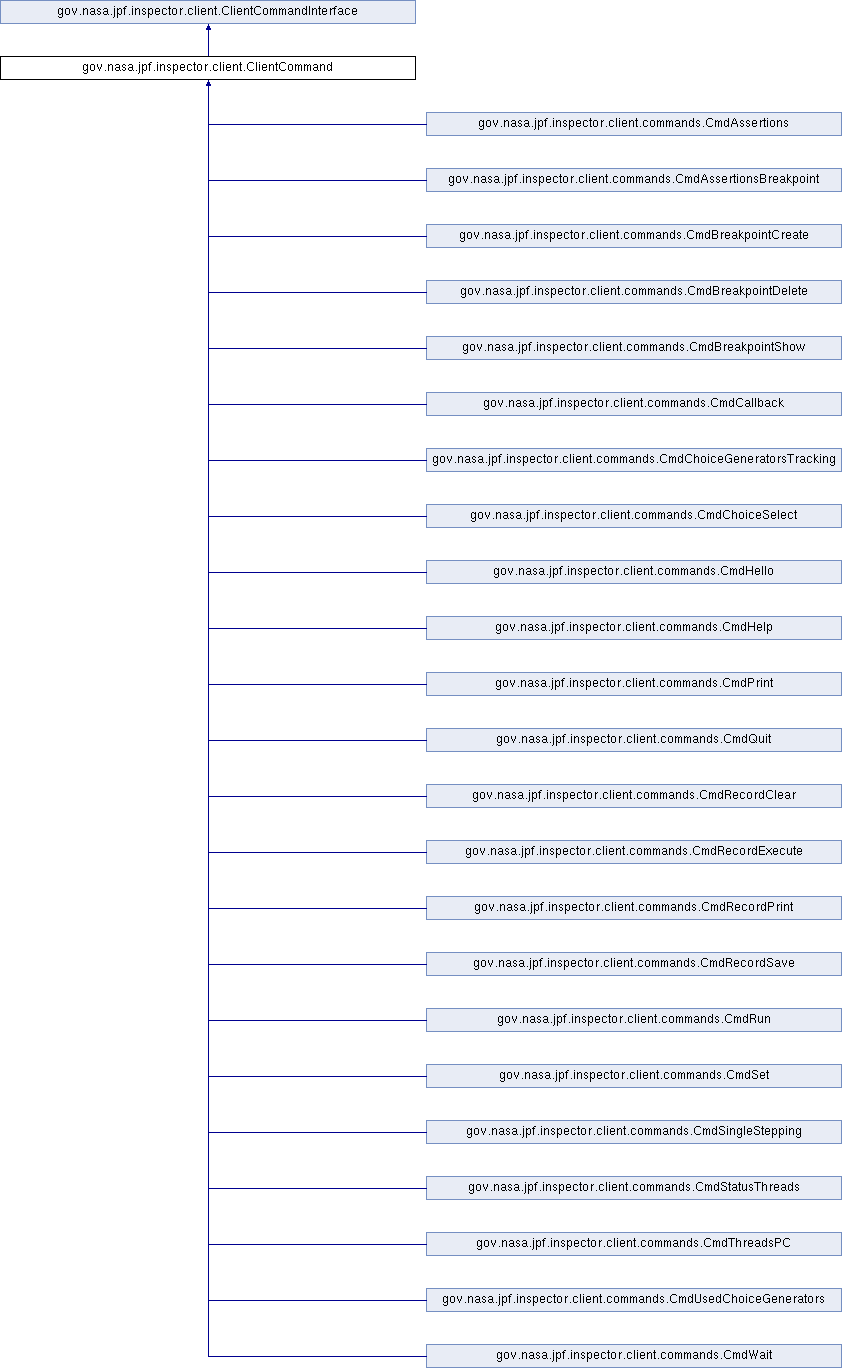 gov.nasa.jpf.inspector.client.ClientCommandInterface
gov.nasa.jpf.inspector.client.ClientCommand
gov.nasa.jpf.inspector.client.commands.CmdAssertions
gov.nasa.jpf.inspector.client.commands.CmdAssertionsBreakpoint
gov.nasa.jpf.inspector.client.commands.CmdBreakpointCreate
gov.nasa.jpf.inspector.client.commands.CmdBreakpointDelete
gov.nasa.jpf.inspector.client.commands.CmdBreakpointShow
gov.nasa.jpf.inspector.client.commands.CmdCallback
gov.nasa.jpf.inspector.client.commands.CmdChoiceGeneratorsTracking
gov.nasa.jpf.inspector.client.commands.CmdChoiceSelect
gov.nasa.jpf.inspector.client.commands.CmdHello
gov.nasa.jpf.inspector.client.commands.CmdHelp
gov.nasa.jpf.inspector.client.commands.CmdPrint
gov.nasa.jpf.inspector.client.commands.CmdQuit
gov.nasa.jpf.inspector.client.commands.CmdRecordClear
gov.nasa.jpf.inspector.client.commands.CmdRecordExecute
gov.nasa.jpf.inspector.client.commands.CmdRecordPrint
gov.nasa.jpf.inspector.client.commands.CmdRecordSave
gov.nasa.jpf.inspector.client.commands.CmdRun
gov.nasa.jpf.inspector.client.commands.CmdSet
gov.nasa.jpf.inspector.client.commands.CmdSingleStepping
gov.nasa.jpf.inspector.client.commands.CmdStatusThreads
gov.nasa.jpf.inspector.client.commands.CmdThreadsPC
gov.nasa.jpf.inspector.client.commands.CmdUsedChoiceGenerators
gov.nasa.jpf.inspector.client.commands.CmdWait